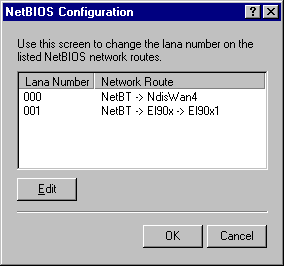 NetBIOS Configuration
Use this screen to change the lana number on the
listed NetBIOS network routes.
Lana Number Network Route
000 NetBT -> NdisWan4
001 NetBT -> El90x -> El90x1
Edit
OK Cancel